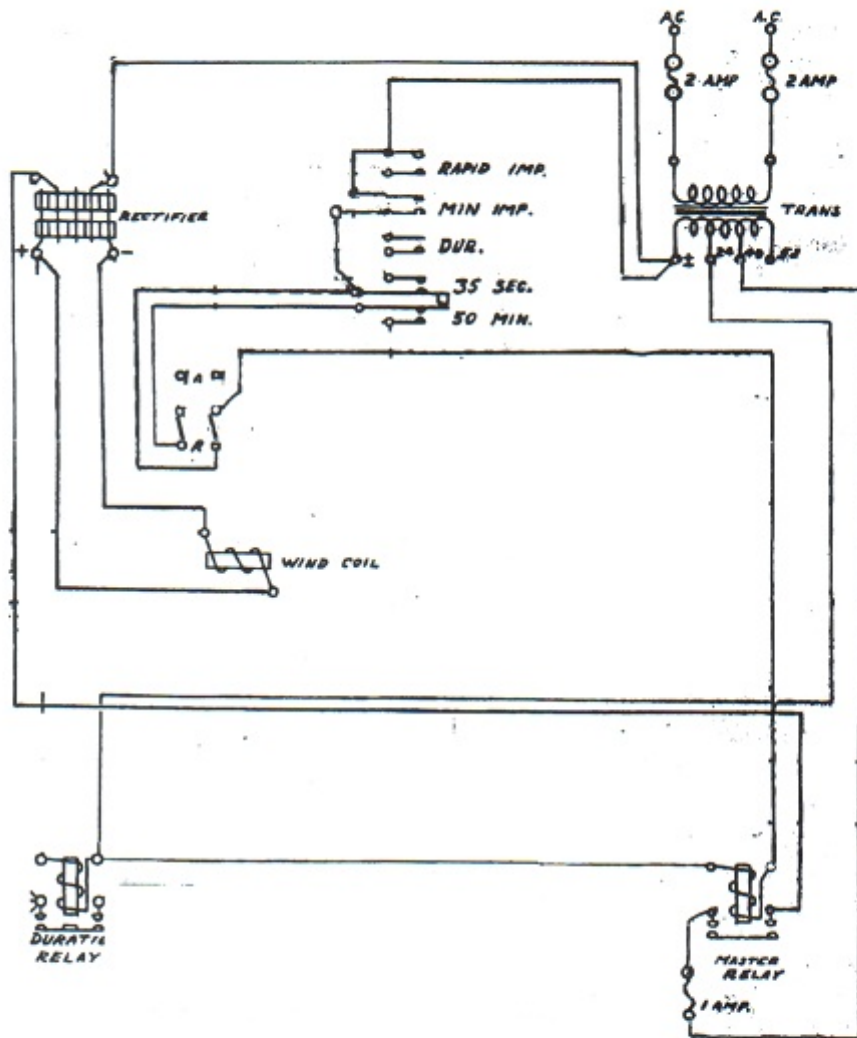 A.C.
A.C.
2 AMP
2 AMP
RAPID IMP.
RECTIFIER
MIN IMP.
TRANS
DUR.
+
-
±
24
35 SEC.
50 MIN.
A
R
WIND COIL
RELAY
MASTER
RELAY
1 AMP.